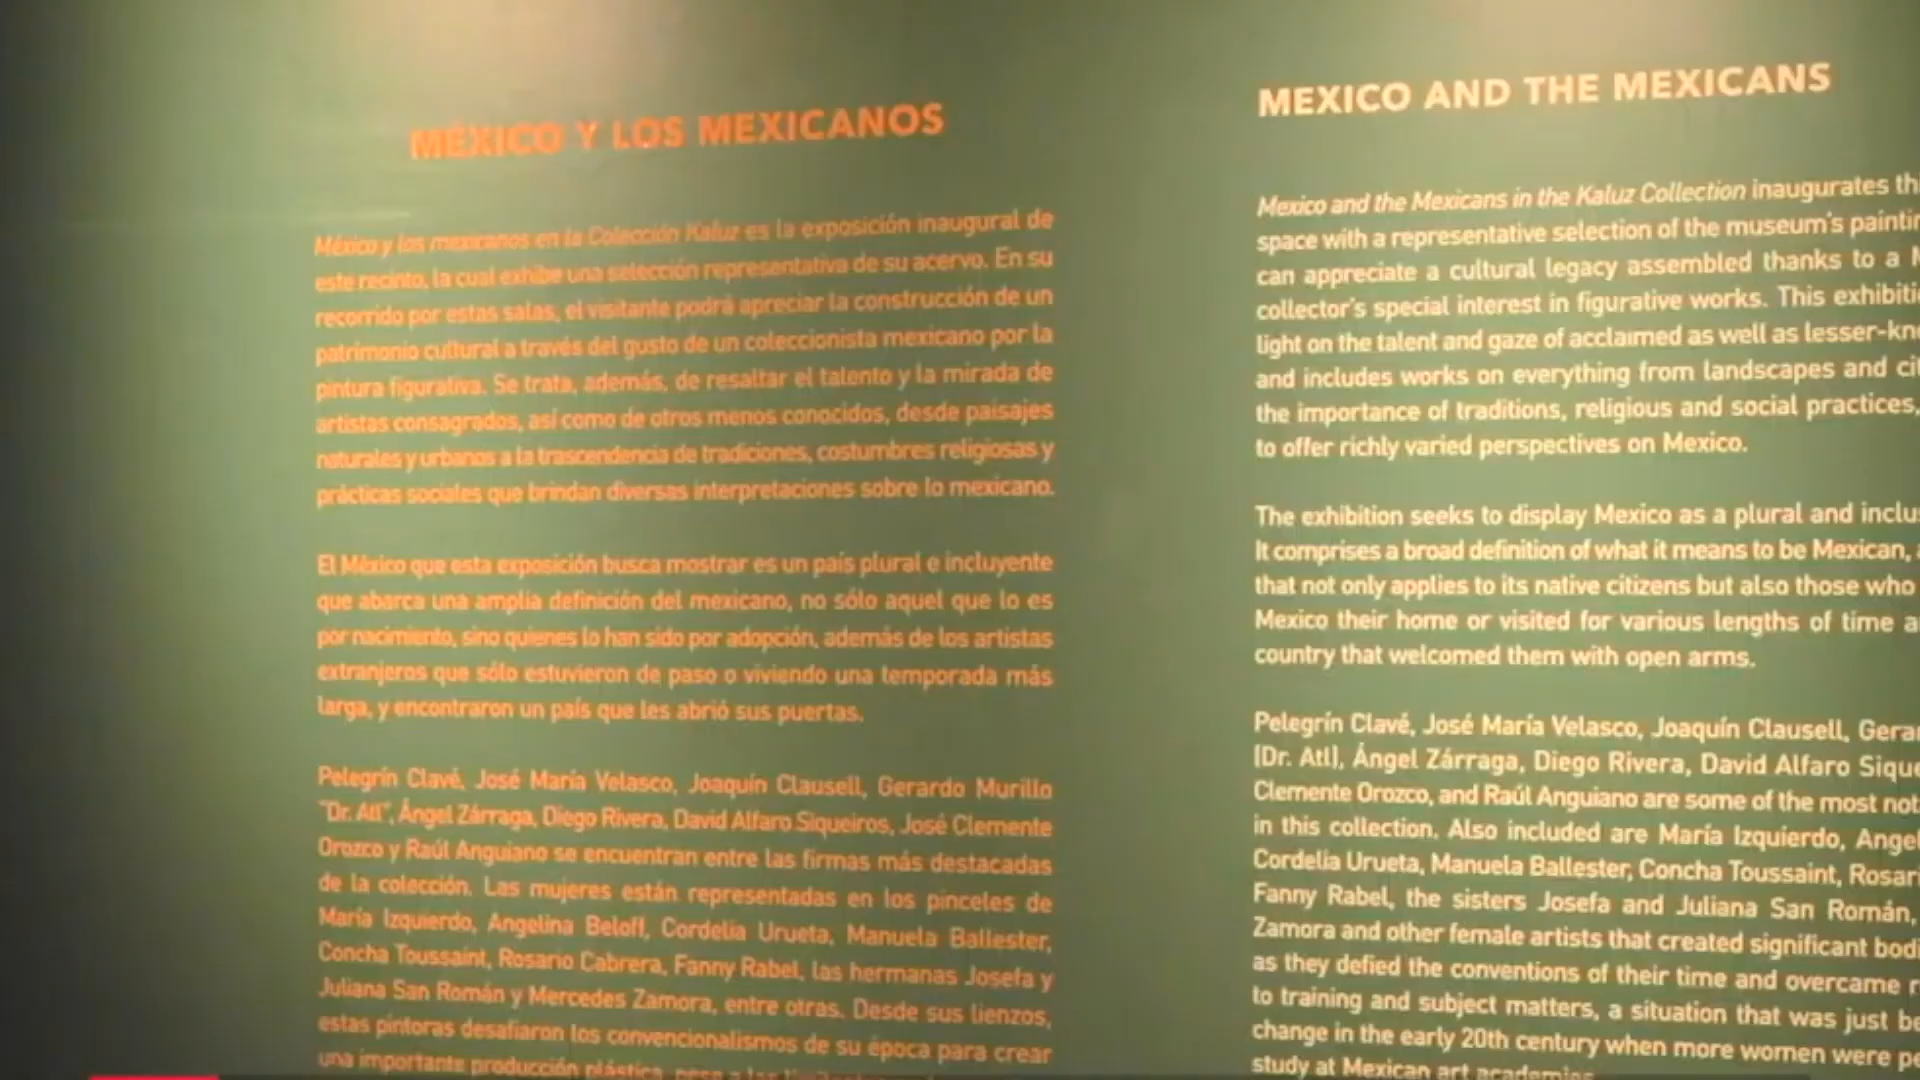 MÉXICO Y LOS MEXICANOS
México y los mexicanos en la Colección Kaluz es la exposición inaugural de
este recinto, la cual exhibe una selección representativa de su acervo. En su
recorrido por estas salas, el visitante podrá apreciar la construcción de un
patrimonio cultural a través del gusto de un coleccionista mexicano por la
pintura figurativa. Se trata, además, de resaltar el talento y la mirada de
artistas consagrados, así como de otros menos conocidos, desde paisajes
naturales y urbanos a la trascendencia de tradiciones, costumbres religiosas y
prácticas sociales que brindan diversas interpretaciones sobre lo mexicano.
El México que esta exposición busca mostrar es un país plural e incluyente
que abarca una amplia definición del mexicano, no sólo aquel que lo es
por nacimiento, sino quienes lo han sido por adopción, además de los artistas
extranjeros que sólo estuvieron de paso o viviendo una temporada más
larga, y encontraron un país que les abrió sus puertas.
Pelegrín Clavé, José María Velasco, Joaquín Clausell, Gerardo Murillo
"Dr. Atl", Ángel Zárraga, Diego Rivera, David Alfaro Siqueiros, José Clemente
Orozco y Raúl Anguiano se encuentran entre las firmas más destacadas
de la colección. Las mujeres están representadas en los pinceles de
María Izquierdo, Angelina Beloff, Cordelia Urueta, Manuela Ballester,
Concha Toussaint, Rosario Cabrera, Fanny Rabel, las hermanas Josefa y
Juliana San Román y Mercedes Zamora, entre otras. Desde sus lienzos,
estas pintoras desafiaron los convencionalismos de su época para crear
una importante producción plástica, pese a las
MEXICO AND THE MEXICANS
Mexico and the Mexicans in the Kaluz Collection inaugurates
space with a representative selection of the museum's
can appreciate a cultural legacy assembled thanks to a
collector's special interest in figurative works. This
light on the talent and gaze of acclaimed as well as
and includes works on everything from landscapes and
the importance of traditions, religious and social practices,
to offer richly varied perspectives on Mexico.
The exhibition seeks to display Mexico as a plural and
It comprises a broad definition of what it means to be Mexican,
that not only applies to its native citizens but also those who
Mexico their home or visited for various lengths of time
country that welcomed them with open arms.
Pelegrín Clavé, José María Velasco, Joaquín Clausell,
(Dr. Atl), Ángel Zárraga, Diego Rivera, David Alfaro
Clemente Orozco, and Raúl Anguiano are some of the most
in this collection. Also included are María Izquierdo,
Cordelia Urueta, Manuela Ballester, Concha Toussaint,
Fanny Rabel, the sisters Josefa and Juliana San Román,
Zamora and other female artists that created significant
as they defied the conventions of their time and overcame
to training and subject matters, a situation that was just
change in the early 20th century when more women were
study at Mexican art academies